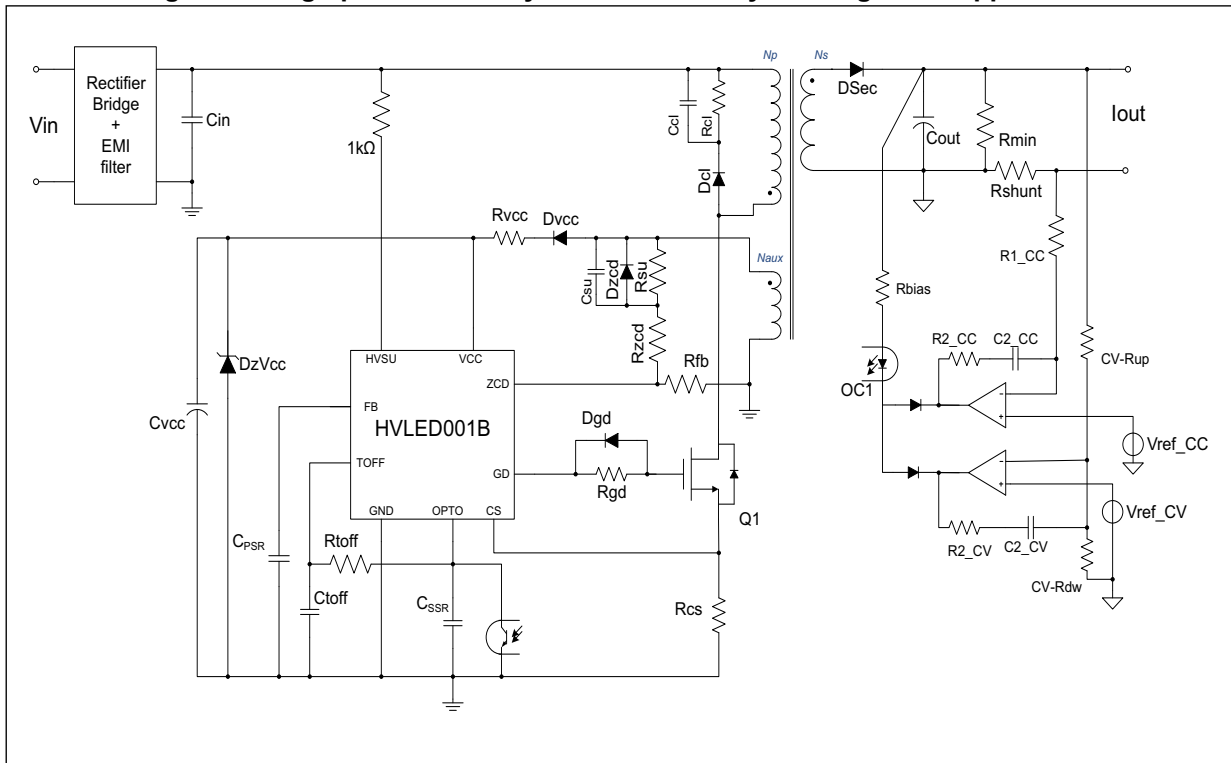 Np
Ns
Rectifier
Bridge
+
EMI
filter
Vin
Cin
1kΩ
Ccl
Rcl
DSec
Cout
Rmin
Iout
Rshunt
Dcl
Rvcc
Dvcc
Naux
R1_CC
Csu
Dzcd
Rsu
Rbias
Rzcd
Rfb
R2_CC
C2_CC
CV-Rup
DzVcc
HVSU
VCC
ZCD
OC1
Cvcc
FB
HVLED001B
Dgd
Vref_CC
TOFF
GD
Rgd
GND
OPTO
CS
Q1
Vref_CV
R2_CV
C2_CV
CPSR
Rtoff
CV-Rdw
Ctoff
CSSR
Rcs
-
+
-
+